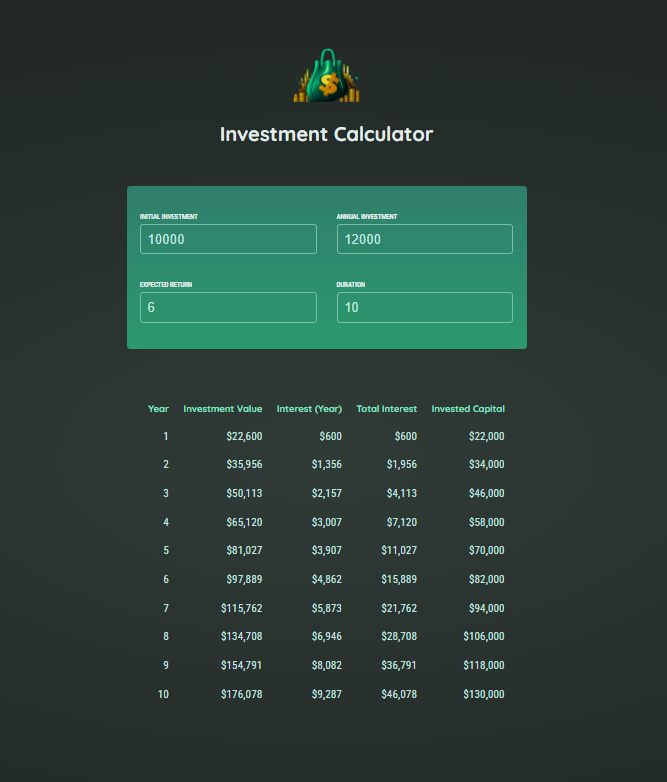 $
Investment Calculator
INITIAL INVESTMENT ANNUAL INVESTMENT
10000 12000
EXPECTED RETURN DURATION
6 10
Year Investment Value Interest (Year) Total Interest Invested Capital
1 $22,600 $600 $600 $22,000
2 $35,956 $1,356 $1,956 $34,000
3 $50,113 $2,157 $4,113 $46,000
4 $65,120 $3,007 $7,120 $58,000
5 $81,027 $3,907 $11,027 $70,000
6 $97,889 $4,862 $15,889 $82,000
7 $115,762 $5,873 $21,762 $94,000
8 $134,708 $6,946 $28,708 $106,000
9 $154,791 $8,082 $36,791 $118,000
10 $176,078 $9,287 $46,078 $130,000